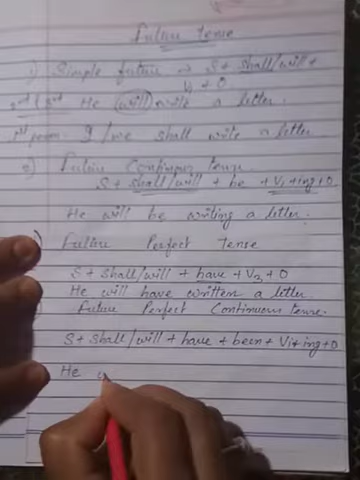 Future tense
1) Simple future → S + shall/will +
V1 + O
2nd/3rd He will write a letter.
1st person - I/we shall write a letter.
2) Future Continuous tense
S + shall/will + be + V1+ing+O
He will be writing a letter.
) Future Perfect Tense
S + shall/will + have + V3 + O
He will have written a letter
Future Perfect Continuous tense.
S + shall/will + have + been + V1+ing+O
He